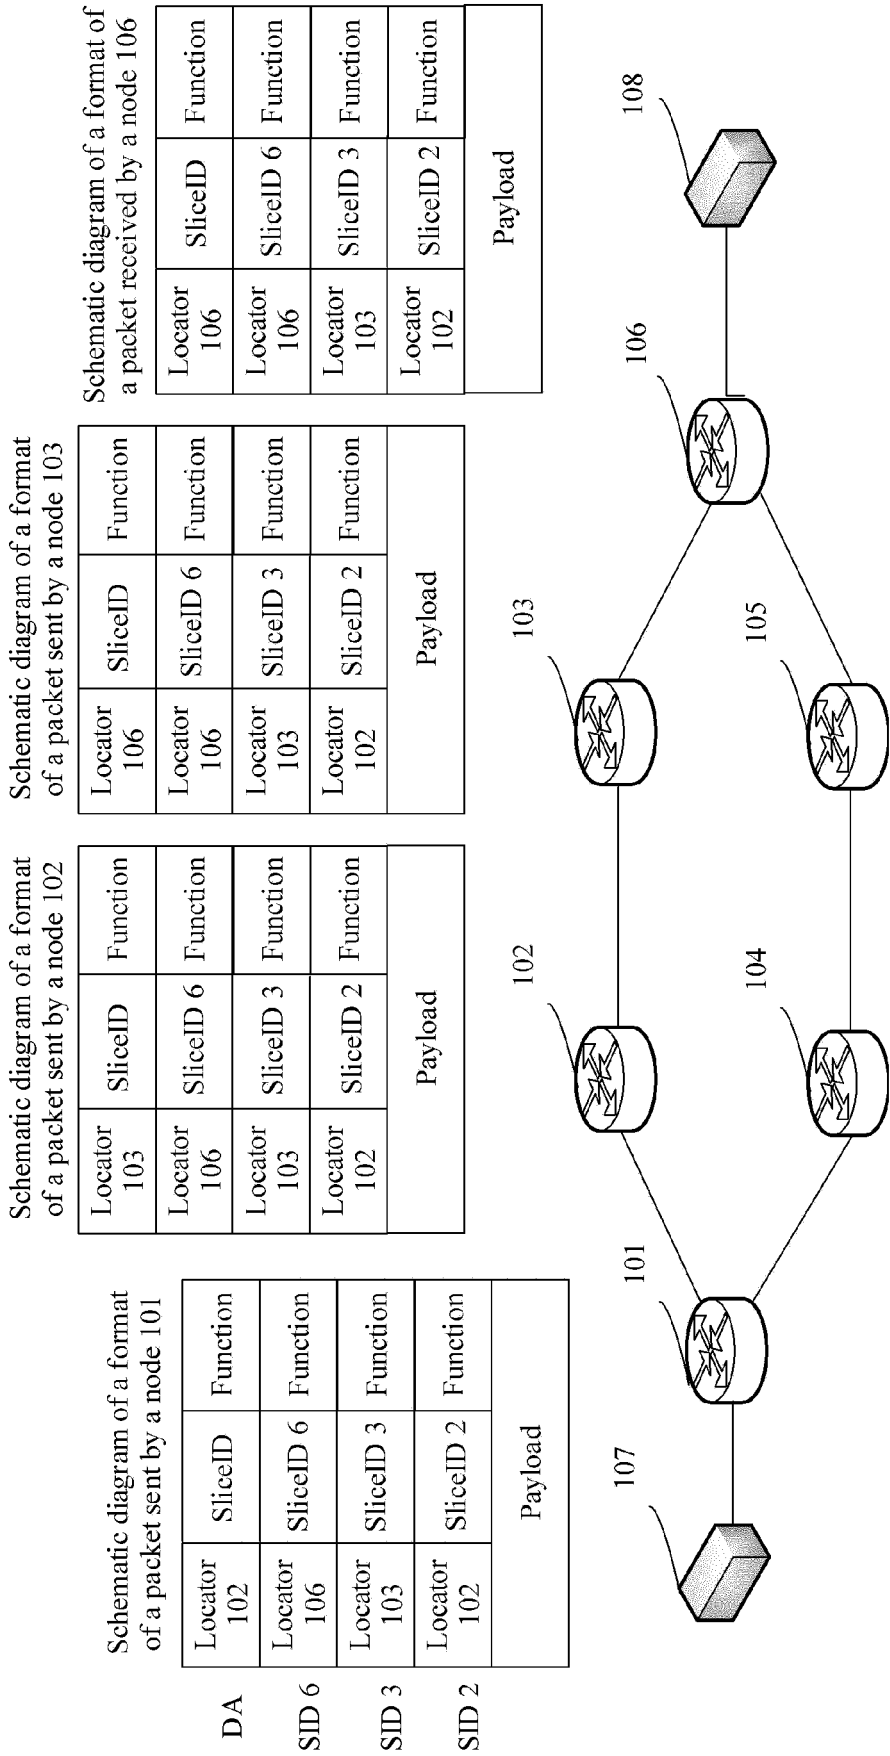 Schematic diagram of a format
of a packet sent by a node 101
DA
Locator
102
SliceID
Function
SID 6
Locator
106
SliceID 6
Function
SID 3
Locator
103
SliceID 3
Function
SID 2
Locator
102
SliceID 2
Function
Payload
Schematic diagram of a format
of a packet sent by a node 102
Locator
103
SliceID
Function
Locator
106
SliceID 6
Function
Locator
103
SliceID 3
Function
Locator
102
SliceID 2
Function
Payload
Schematic diagram of a format
of a packet sent by a node 103
Locator
106
SliceID
Function
Locator
106
SliceID 6
Function
Locator
103
SliceID 3
Function
Locator
102
SliceID 2
Function
Payload
Schematic diagram of a format of
a packet received by a node 106
Locator
106
SliceID
Function
Locator
106
SliceID 6
Function
Locator
103
SliceID 3
Function
Locator
102
SliceID 2
Function
Payload
107
101
102
104
103
105
106
108